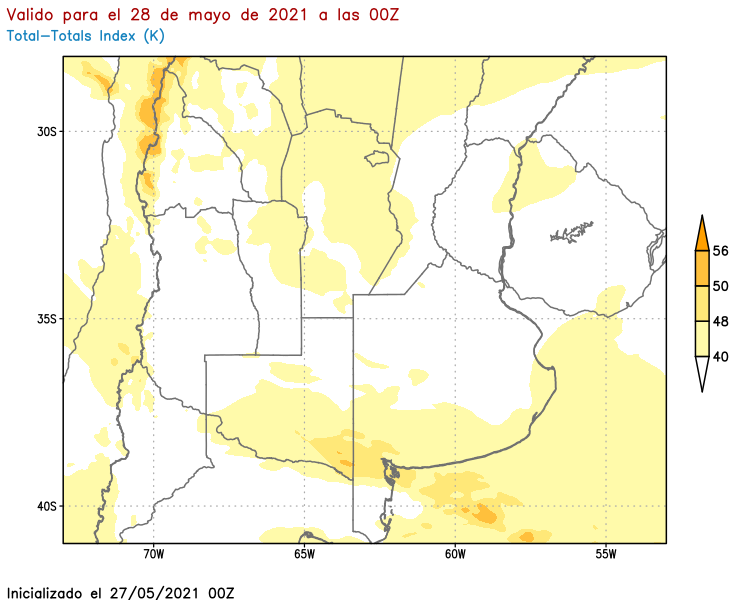 Valido para el 28 de mayo de 2021 a las 00Z
Total-Totals Index (K)
30S
35S
40S
70W
65W
60W
55W
56
50
48
40
Inicializado el 27/05/2021 00Z